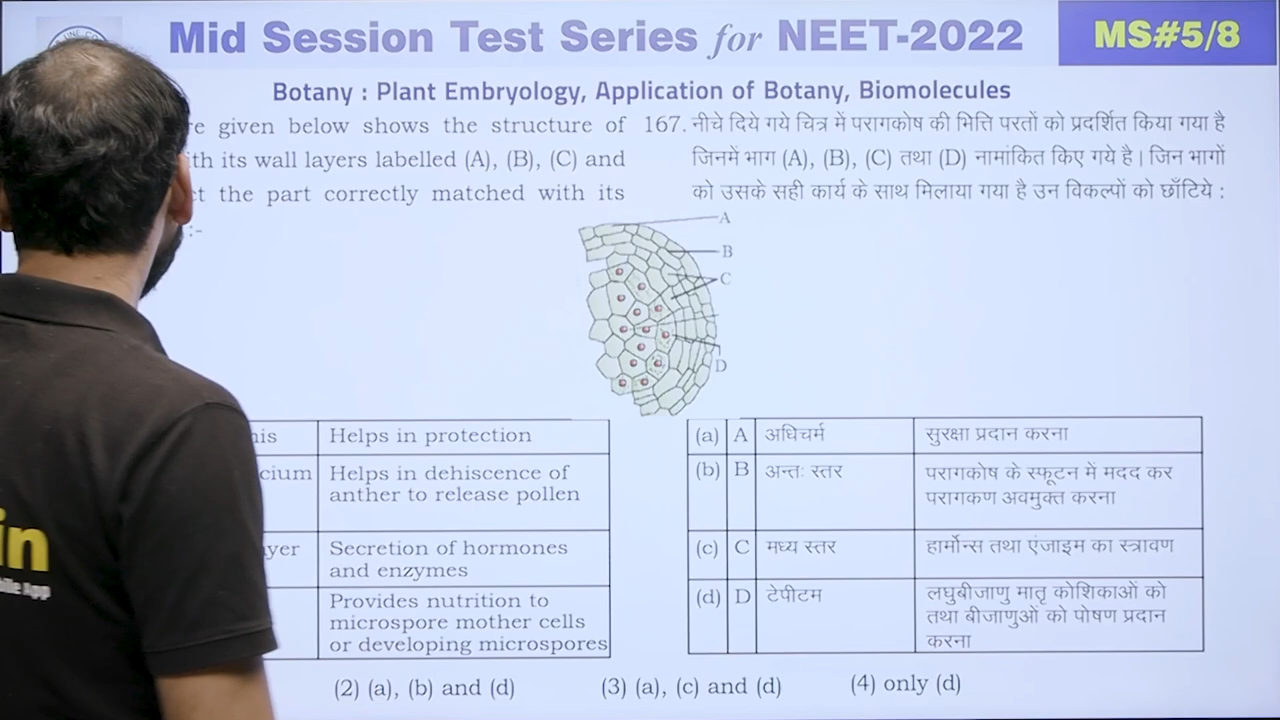 Mid Session Test Series for NEET-2022
MS#5/8
Botany : Plant Embryology, Application of Botany, Biomolecules
given below shows the structure of
its wall layers labelled (A), (B), (C) and
the part correctly matched with its
:-
167. नीचे दिये गये चित्र में परागकोष की भित्ति परतों को प्रदर्शित किया गया है
जिनमें भाग (A), (B), (C) तथा (D) नामांकित किए गये है। जिन भागों
को उसके सही कार्य के साथ मिलाया गया है उन विकल्पों को छाँटिये :
A
B
C
D
Helps in protection
Helps in dehiscence of
anther to release pollen
Secretion of hormones
and enzymes
Provides nutrition to
microspore mother cells
or developing microspores
(a) A अधिचर्म सुरक्षा प्रदान करना
(b) B अन्तः स्तर परागकोष के स्फूटन में मदद कर
परागकण अवमुक्त करना
(c) C मध्य स्तर हार्मोन्स तथा एंजाइम का स्त्रावण
(d) D टेपीटम लघुबीजाणु मातृ कोशिकाओं को
तथा बीजाणुओं को पोषण प्रदान
करना
(2) (a), (b) and (d) (3) (a), (c) and (d) (4) only (d)
in
App